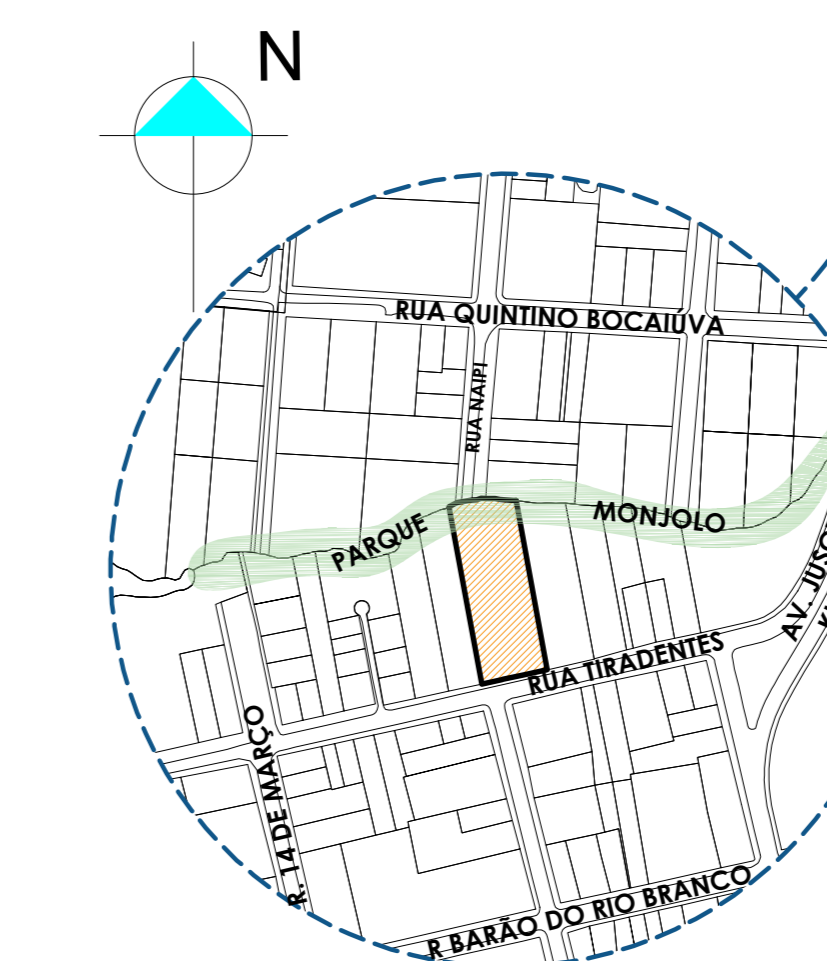 N
RUA QUINTINO BOCAIÚVA
RUA NAIPI
PARQUE
MONJOLO
RUA TIRADENTES
R. 14 DE MARÇO
R BARÃO DO RIO BRANCO